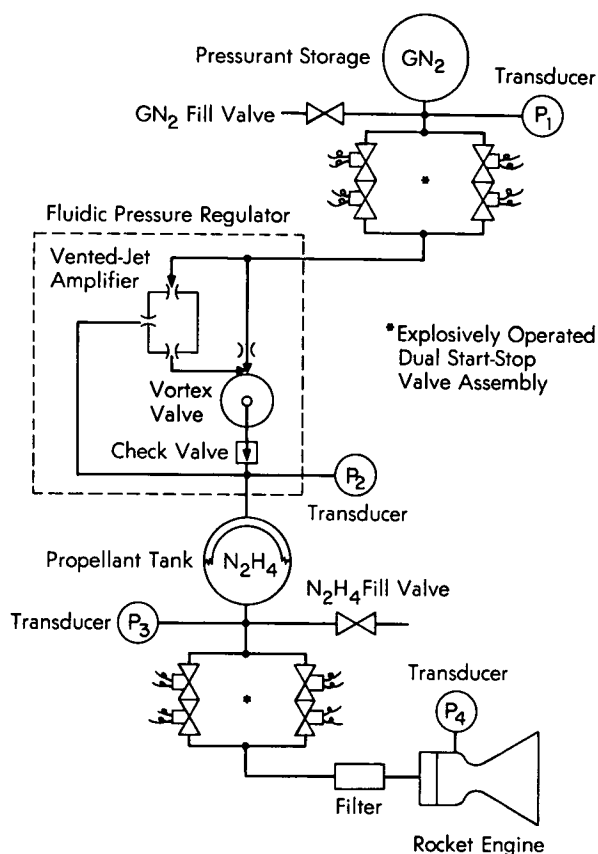 Pressurant Storage
GN2
Transducer
GN2 Fill Valve
P1
*
Fluidic Pressure Regulator
Vented-Jet
Amplifier
*Explosively Operated
Dual Start-Stop
Valve Assembly
Vortex
Valve
Check Valve
P2
Transducer
Propellant Tank
N2H4
N2H4 Fill Valve
Transducer
P3
*
Transducer
P4
Filter
Rocket Engine